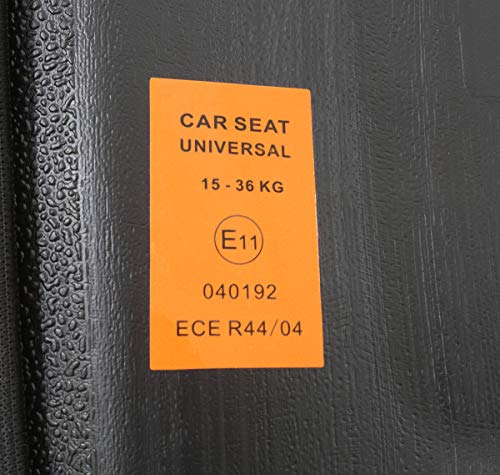 CAR SEAT
UNIVERSAL
15 - 36 KG
E11
040192
ECE R44/04